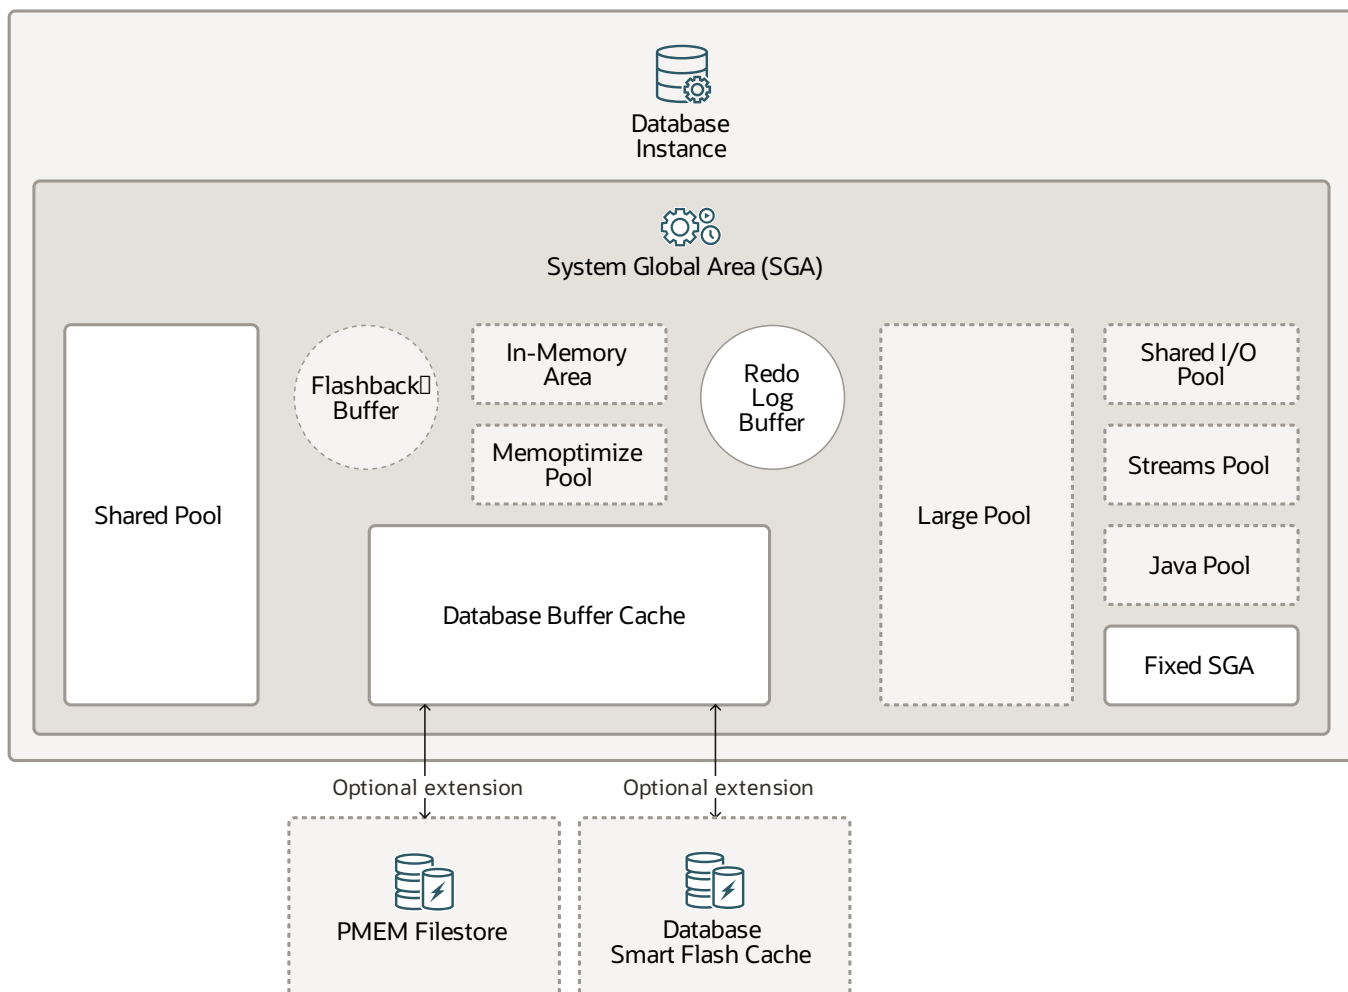 Database
Instance
System Global Area (SGA)
Shared Pool
Flashback▯
Buffer
In-Memory
Area
Memoptimize
Pool
Redo
Log
Buffer
Database Buffer Cache
Large Pool
Shared I/O
Pool
Streams Pool
Java Pool
Fixed SGA
Optional extension
Optional extension
PMEM Filestore
Database
Smart Flash Cache